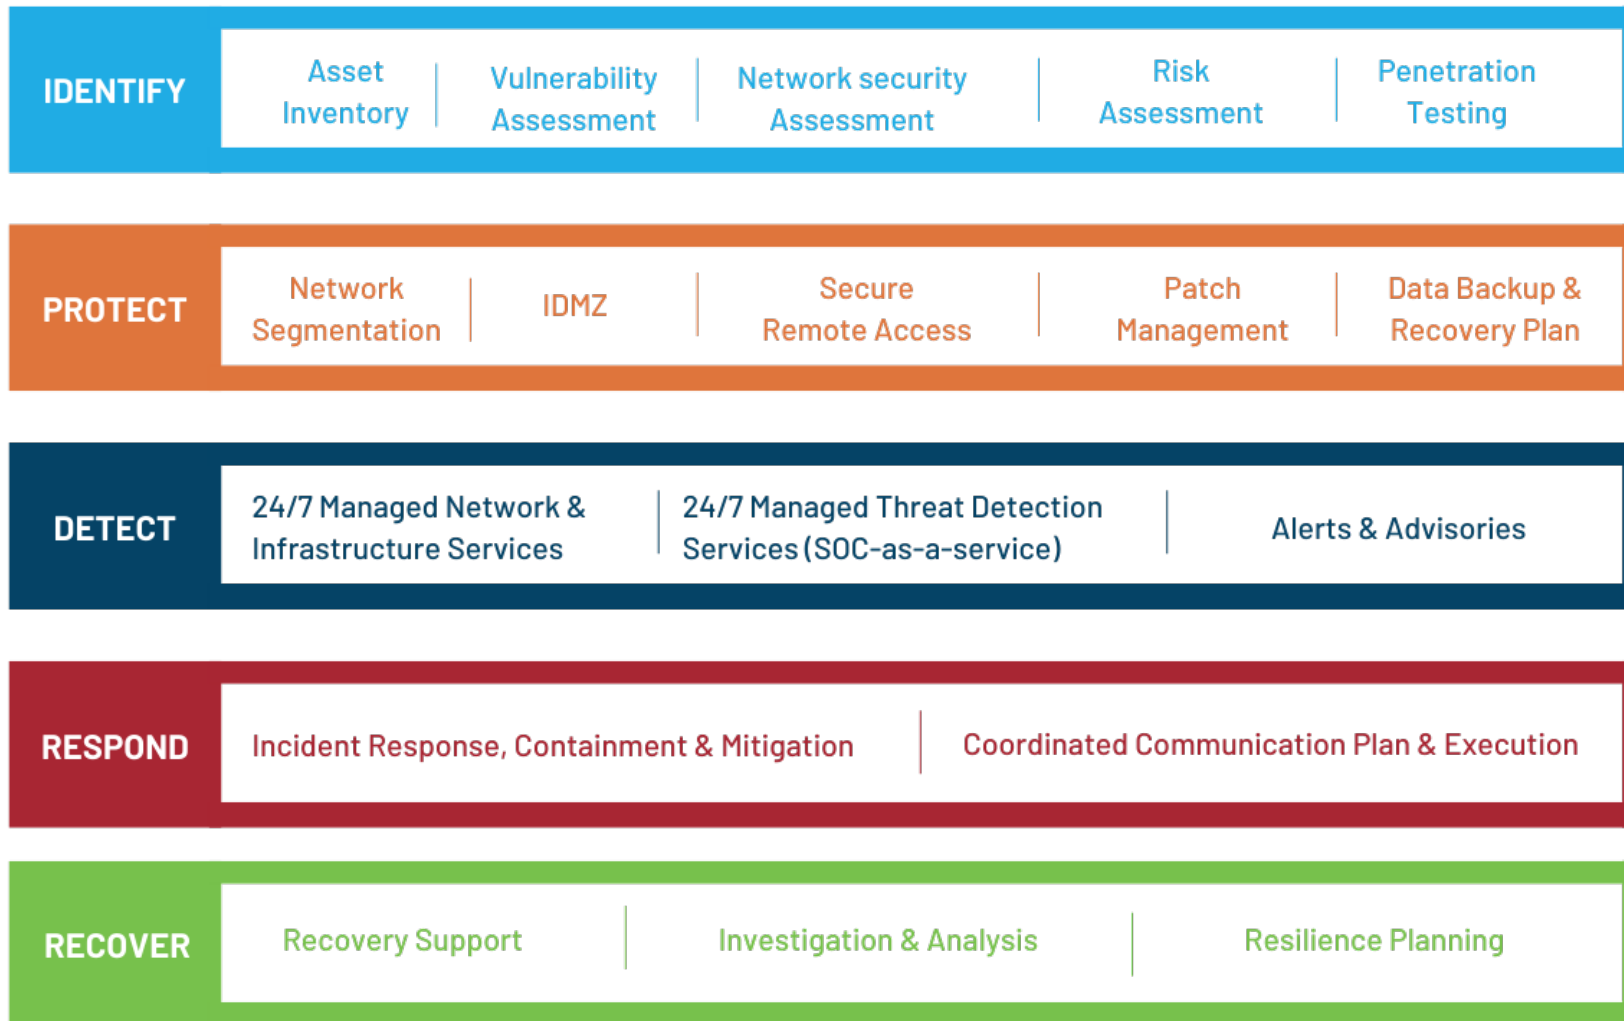 IDENTIFY
Asset
Inventory
Vulnerability
Assessment
Network security
Assessment
Risk
Assessment
Penetration
Testing
PROTECT
Network
Segmentation
IDMZ
Secure
Remote Access
Patch
Management
Data Backup &
Recovery Plan
DETECT
24/7 Managed Network &
Infrastructure Services
24/7 Managed Threat Detection
Services (SOC-as-a-service)
Alerts & Advisories
RESPOND
Incident Response, Containment & Mitigation
Coordinated Communication Plan & Execution
RECOVER
Recovery Support
Investigation & Analysis
Resilience Planning